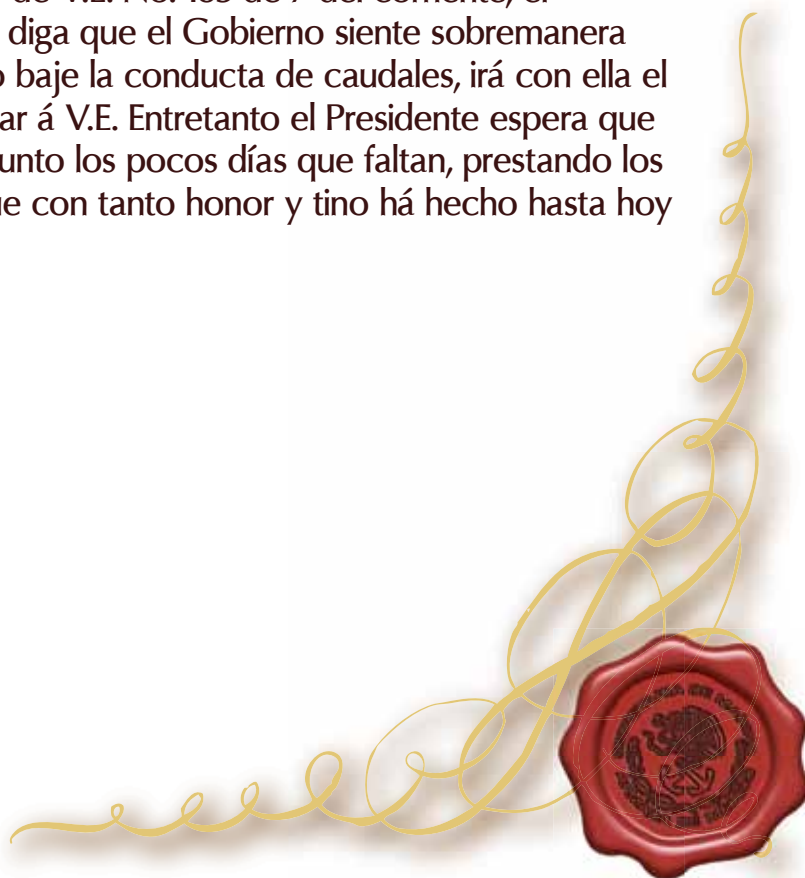 diga que el Gobierno siente sobremanera
baje la conducta de caudales, irá con ella el
ar á V.E. Entretanto el Presidente espera que
unto los pocos días que faltan, prestando los
ue con tanto honor y tino há hecho hasta hoy